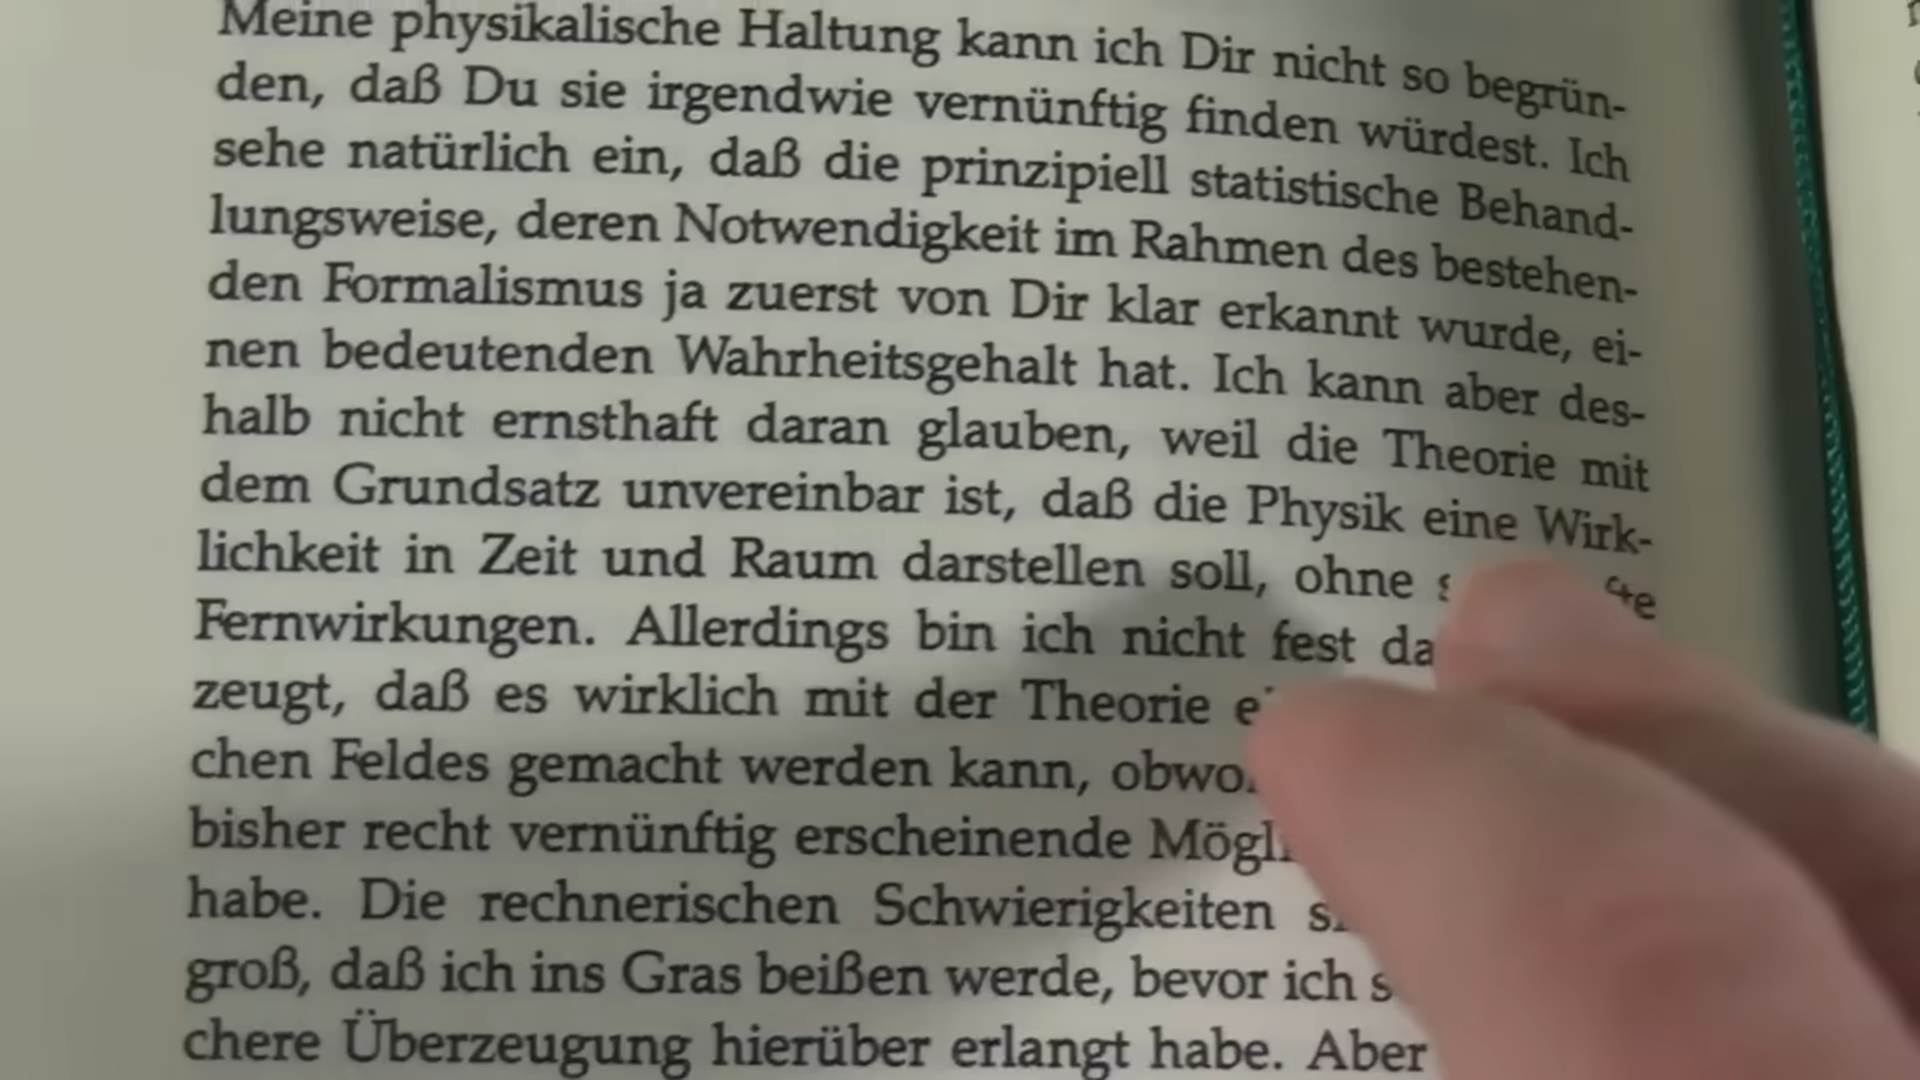 Meine physikalische Haltung kann ich Dir nicht so begrün-
den, daß Du sie irgendwie vernünftig finden würdest. Ich
sehe natürlich ein, daß die prinzipiell statistische Behand-
lungsweise, deren Notwendigkeit im Rahmen des bestehen-
den Formalismus ja zuerst von Dir klar erkannt wurde, ei-
nen bedeutenden Wahrheitsgehalt hat. Ich kann aber des-
halb nicht ernsthaft daran glauben, weil die Theorie mit
dem Grundsatz unvereinbar ist, daß die Physik eine Wirk-
lichkeit in Zeit und Raum darstellen soll, ohne
Fernwirkungen. Allerdings bin ich nicht fest
zeugt, daß es wirklich mit der Theorie
chen Feldes gemacht werden kann,
bisher recht vernünftig erscheinende
habe. Die rechnerischen Schwierigkeiten
groß, daß ich ins Gras beißen werde, bevor ich
chere Überzeugung hierüber erlangt habe. Aber